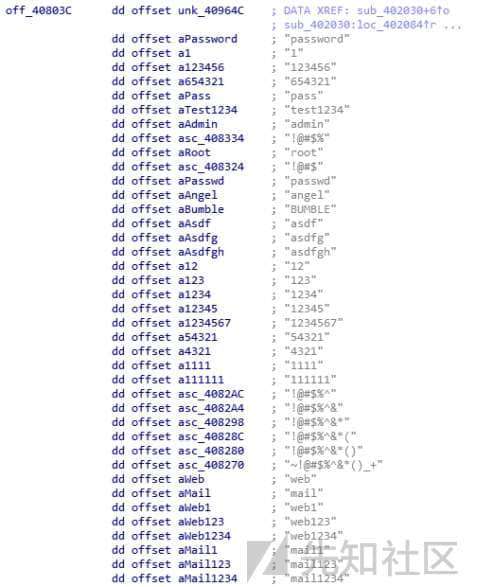 off_40803C dd offset unk_40964C ; DATA XREF: sub_402030+6fo
; sub_402030:loc_402084fr ...
dd offset aPassword ; "password"
dd offset a1 ; "1"
dd offset a123456 ; "123456"
dd offset a654321 ; "654321"
dd offset aPass ; "pass"
dd offset aTest1234 ; "test1234"
dd offset aAdmin ; "admin"
dd offset asc_408334 ; "!@#$%"
dd offset aRoot ; "root"
dd offset asc_408324 ; "!@#$"
dd offset aPasswd ; "passwd"
dd offset aAngel ; "angel"
dd offset aBumble ; "BUMBLE"
dd offset aAsdf ; "asdf"
dd offset aAsdfg ; "asdfg"
dd offset aAsdfgh ; "asdfgh"
dd offset a12 ; "12"
dd offset a123 ; "123"
dd offset a1234 ; "1234"
dd offset a12345 ; "12345"
dd offset a1234567 ; "1234567"
dd offset a54321 ; "54321"
dd offset a4321 ; "4321"
dd offset a1111 ; "1111"
dd offset a111111 ; "111111"
dd offset asc_4082AC ; "!@#$%^"
dd offset asc_4082A4 ; "!@#$%^&"
dd offset asc_408298 ; "!@#$%^&*"
dd offset asc_40828C ; "!@#$%^&*("
dd offset asc_408280 ; "!@#$%^&*()"
dd offset asc_408270 ; "~!@#$%^&*()_+"
dd offset aWeb ; "web"
dd offset aMail ; "mail"
dd offset aWeb1 ; "web1"
dd offset aWeb123 ; "web123"
dd offset aWeb1234 ; "web1234"
dd offset aMail1 ; "mail1"
dd offset aMail123 ; "mail123"
dd offset aMail1234 ; "mail1234"
先知社区